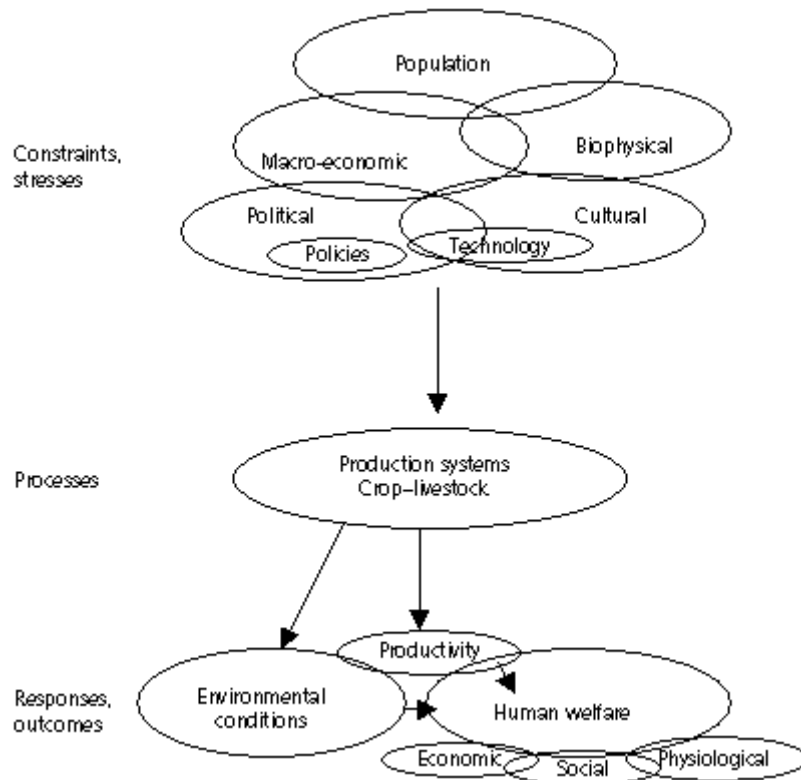 Population
Constraints,
stresses
Biophysical
Macro-economic
Political
Cultural
Policies
Technology
Processes
Production systems
Crop–livestock
Responses,
outcomes
Productivity
Environmental
conditions
Human welfare
Economic
Social
Physiological